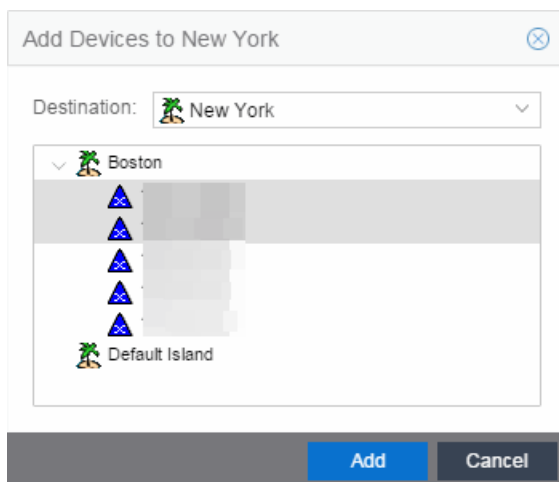 Add Devices to New York
Destination: New York
Boston
Default Island
Add Cancel